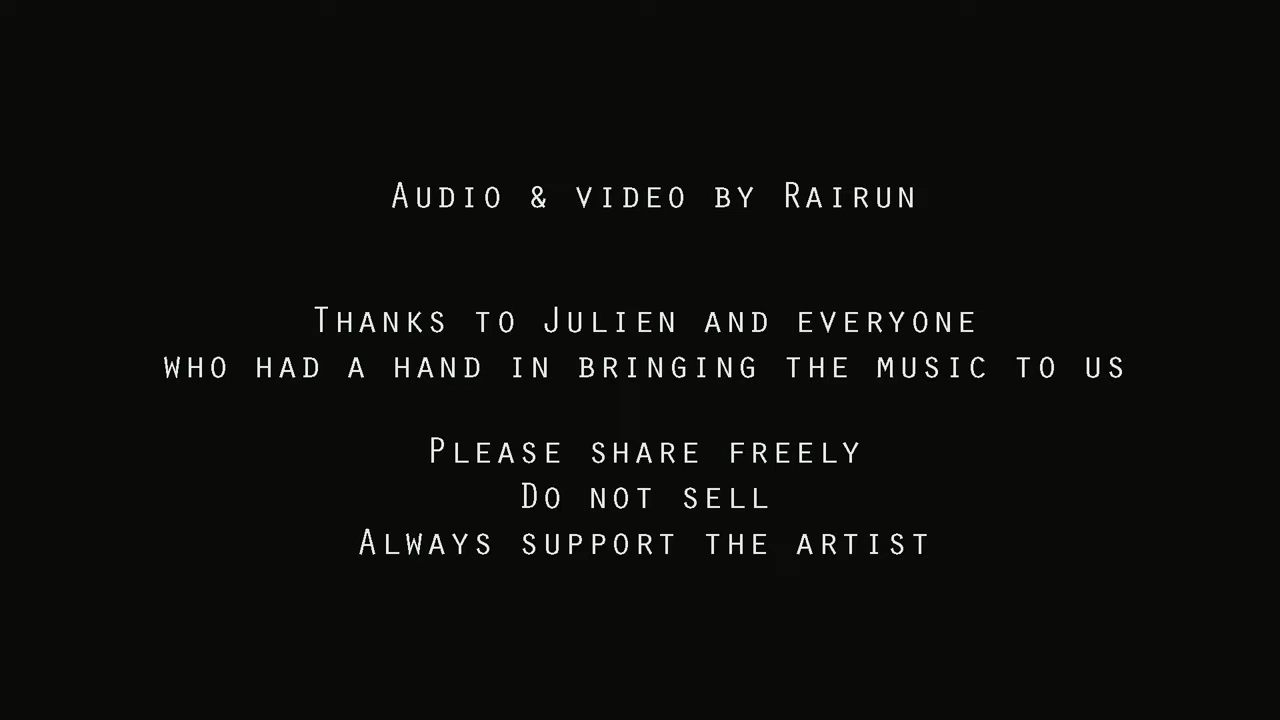 Audio & video by Rairun
Thanks to Julien and everyone
who had a hand in bringing the music to us
Please share freely
Do not sell
Always support the artist